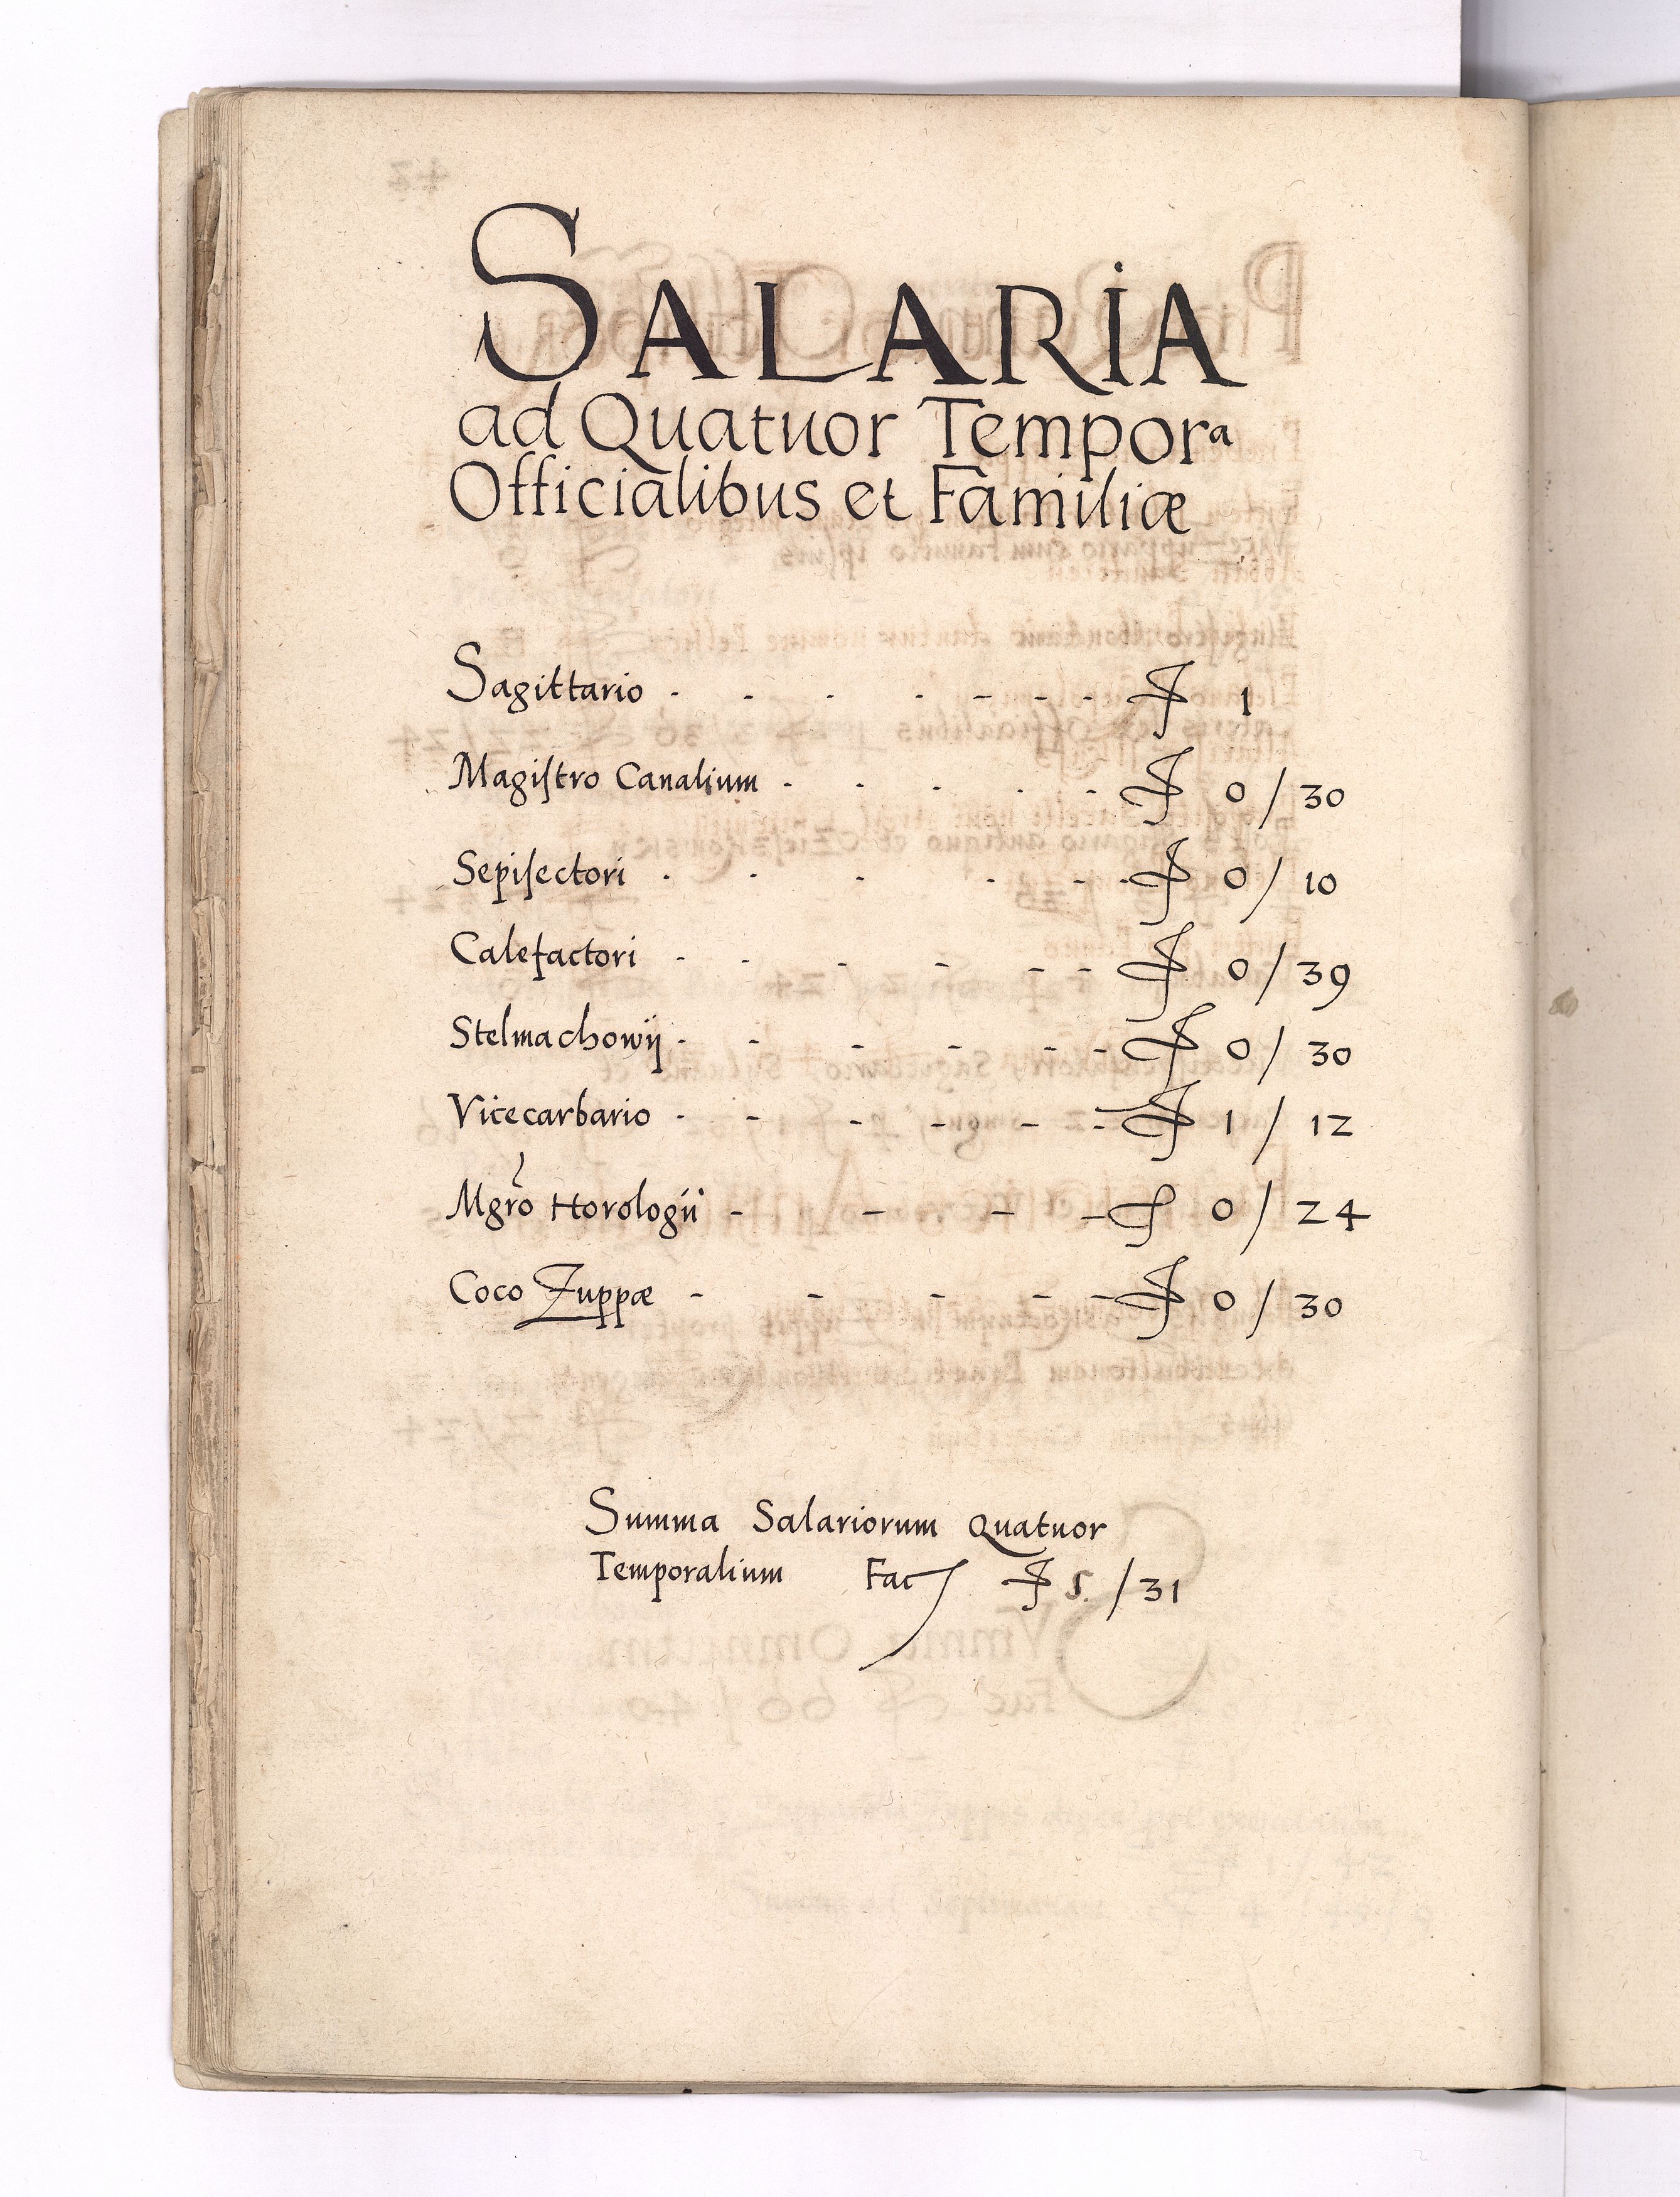 SALARIA
ad Quatuor Tempora
Officialibus et Familiæ
Sagittario - - - - - - - ₣ 1
Magiſtro Canalium - - - - - ₣ 0 / 30
Sepiſectori - - - - - - ₣ 0 / 10
Calefactori - - - - - - ₣ 0 / 39
Stelmachowij - - - - - - ₣ 0 / 30
Vicecarbario - - - - - - ₣ 1 / 12
Mgro Horologii - - - - ₣ 0 / 24
Coco Zuppæ - - - - - ₣ 0 / 30
Summa Salariorum Quatuor
Temporalium Fac ₣ 5 / 31